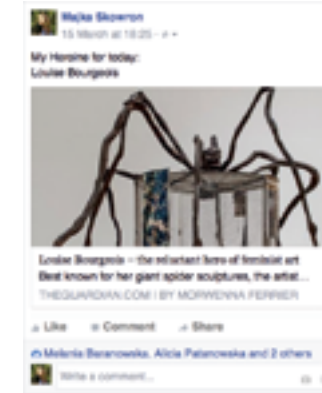 Majka Skowron
15 March at 18:25
My Heroine for today:
Louise Bourgeois
Louise Bourgeois – the reluctant hero of feminist art
Best known for her giant spider sculptures, the artist...
THEGUARDIAN.COM | BY MORWENNA FERRIER
Like Comment Share
Melania Baranowska, Alicja Patanowska and 2 others
Write a comment...